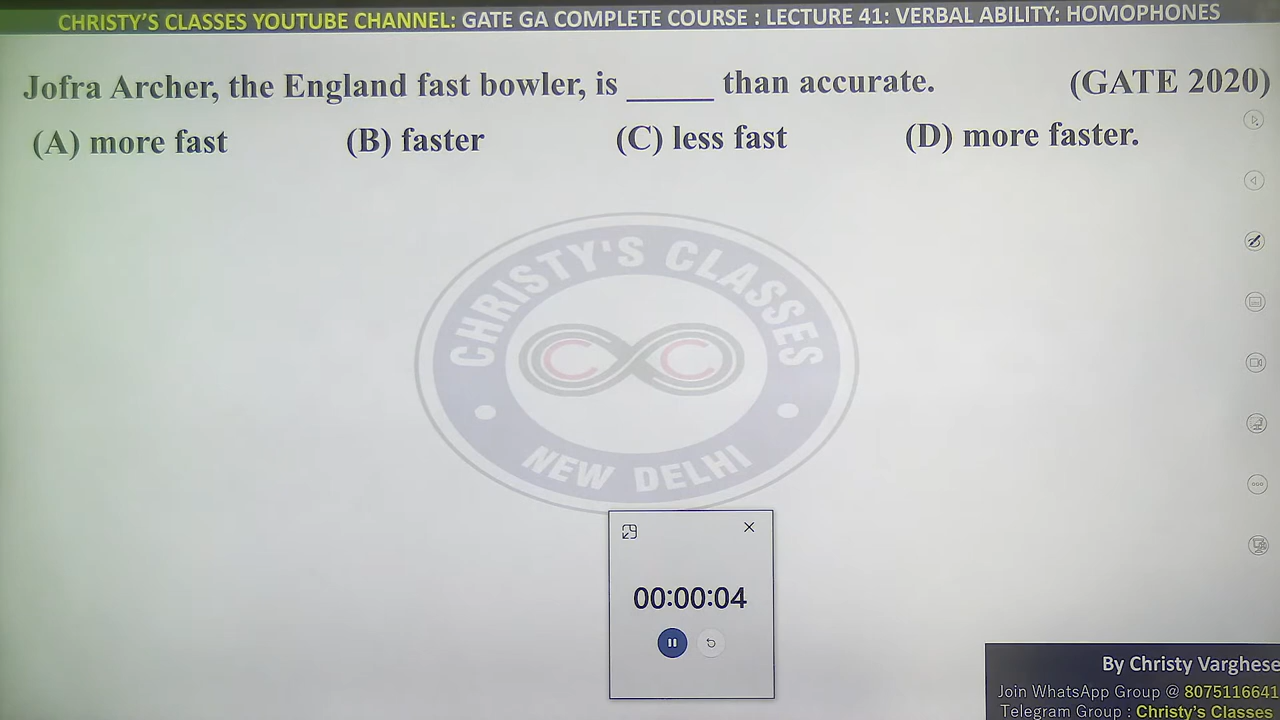 CHRISTY'S CLASSES YOUTUBE CHANNEL: GATE GA COMPLETE COURSE : LECTURE 41: VERBAL ABILITY: HOMOPHONES
Jofra Archer, the England fast bowler, is ______ than accurate. (GATE 2020)
(A) more fast (B) faster (C) less fast (D) more faster.
CHRISTY'S CLASSES
CC
NEW DELHI
00:00:04
By Christy Varghese
Join WhatsApp Group @ 8075116641
Telegram Group : Christy's Classes